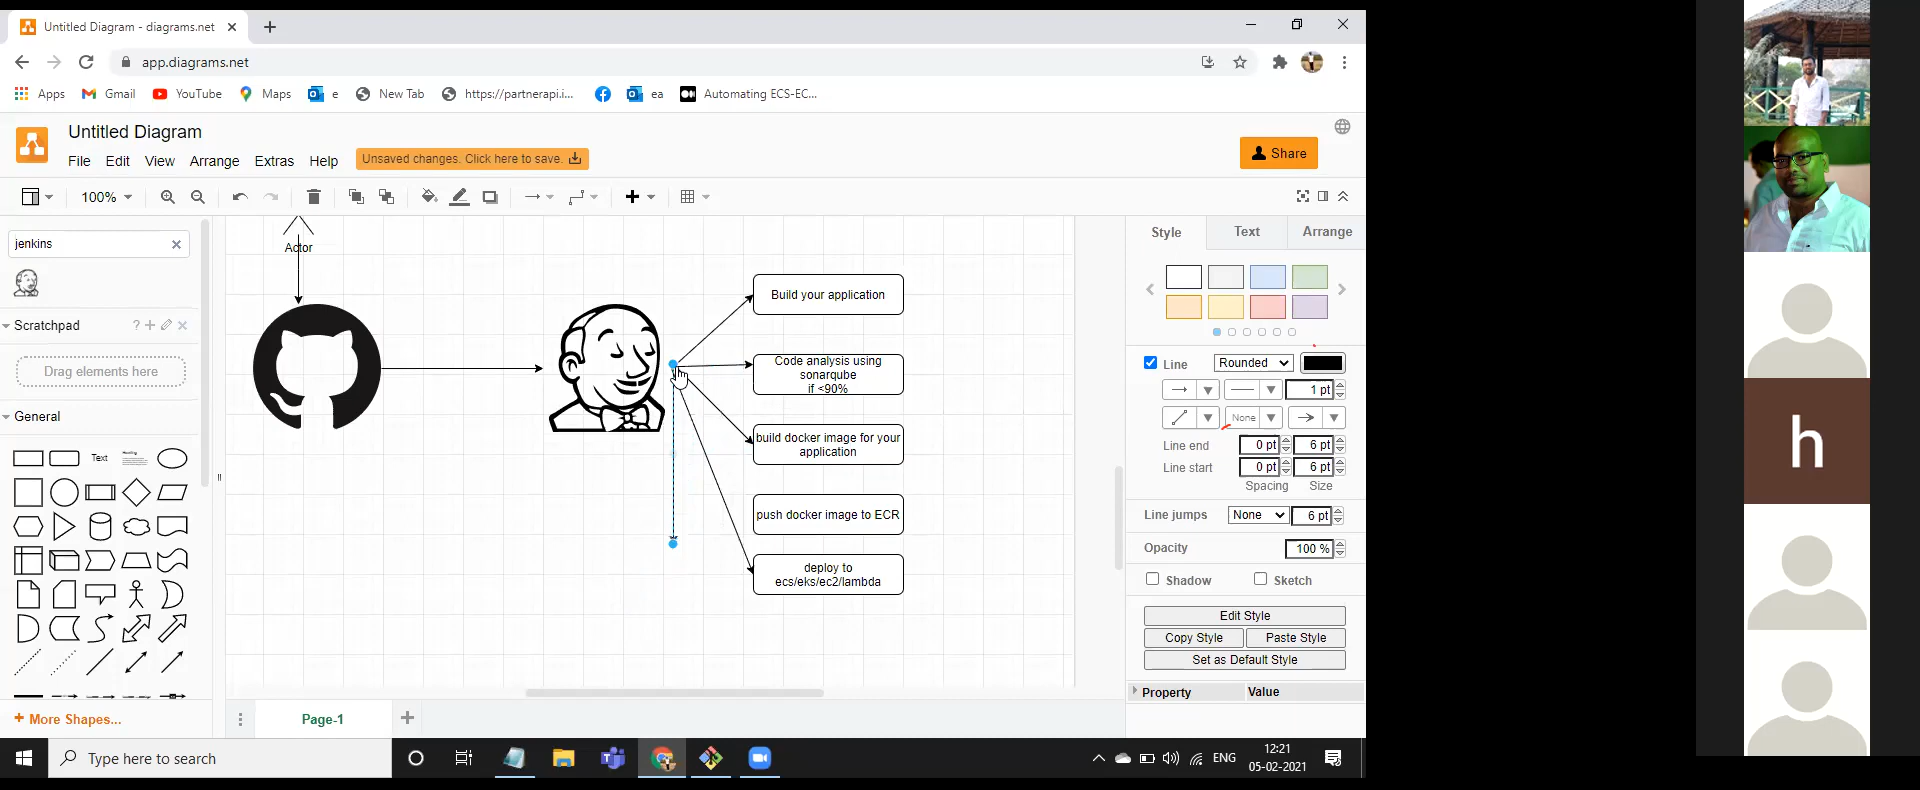 Untitled Diagram - diagrams.net
app.diagrams.net
Apps
Gmail
YouTube
Maps
e
New Tab
https://partnerapi.i...
ea
Automating ECS-EC...
Untitled Diagram
File Edit View Arrange Extras Help
Unsaved changes. Click here to save.
Share
100%
jenkins
Scratchpad
?
Drag elements here
General
Text
Heading
More Shapes...
Actor
Build your application
Code analysis using
sonarqube
if <90%
build docker image for your
application
push docker image to ECR
deploy to
ecs/eks/ec2/lambda
Style
Text
Arrange
Line
Rounded
1 pt
None
Line end
0 pt
6 pt
Line start
0 pt
6 pt
Spacing
Size
Line jumps
None
6 pt
Opacity
100 %
Shadow
Sketch
Edit Style
Copy Style
Paste Style
Set as Default Style
Property
Value
Page-1
Type here to search
ENG
12:21
05-02-2021
h